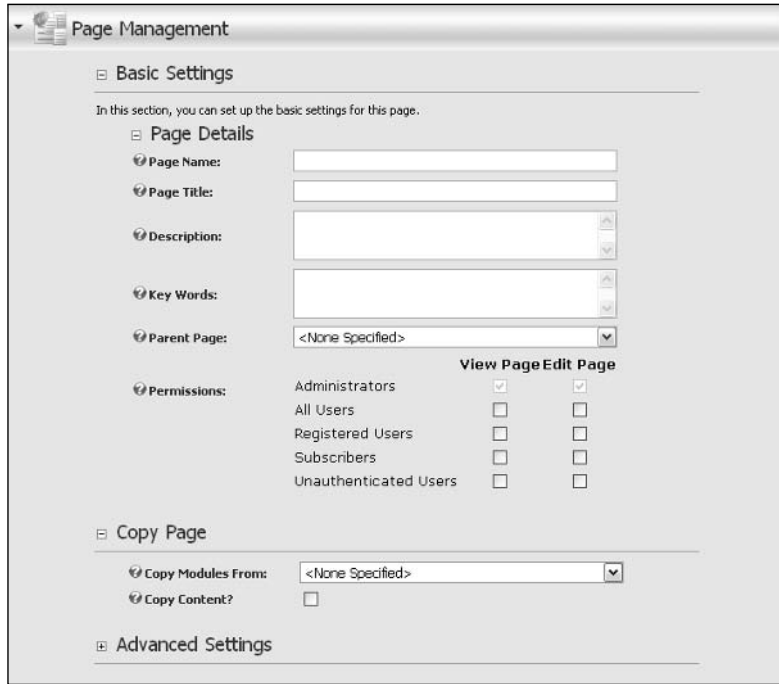 Page Management
Basic Settings
In this section, you can set up the basic settings for this page.
Page Details
Page Name:
Page Title:
Description:
Key Words:
Parent Page: <None Specified>
View Page Edit Page
Permissions: Administrators
All Users
Registered Users
Subscribers
Unauthenticated Users
Copy Page
Copy Modules From: <None Specified>
Copy Content?
Advanced Settings